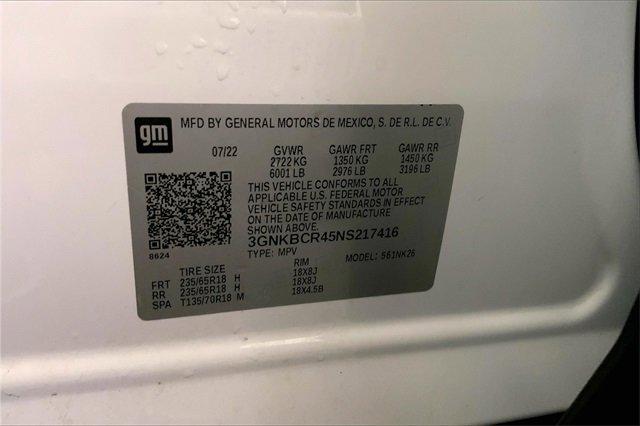 gm
MFD BY GENERAL MOTORS DE MEXICO, S. DE R.L. DE C.V.
07/22 GVWR GAWR FRT GAWR RR
2722 KG 1350 KG 1450 KG
6001 LB 2976 LB 3196 LB
THIS VEHICLE CONFORMS TO ALL
APPLICABLE U.S. FEDERAL MOTOR
VEHICLE SAFETY STANDARDS IN EFFECT
ON THE DATE OF MANUFACTURE
SHOWN ABOVE.
3GNKBCR45NS217416
8624
TYPE: MPV MODEL: 561NK26
TIRE SIZE RIM
FRT 235/65R18 H 18X8J
RR 235/65R18 H 18X8J
SPA T135/70R18 M 18X4.5B